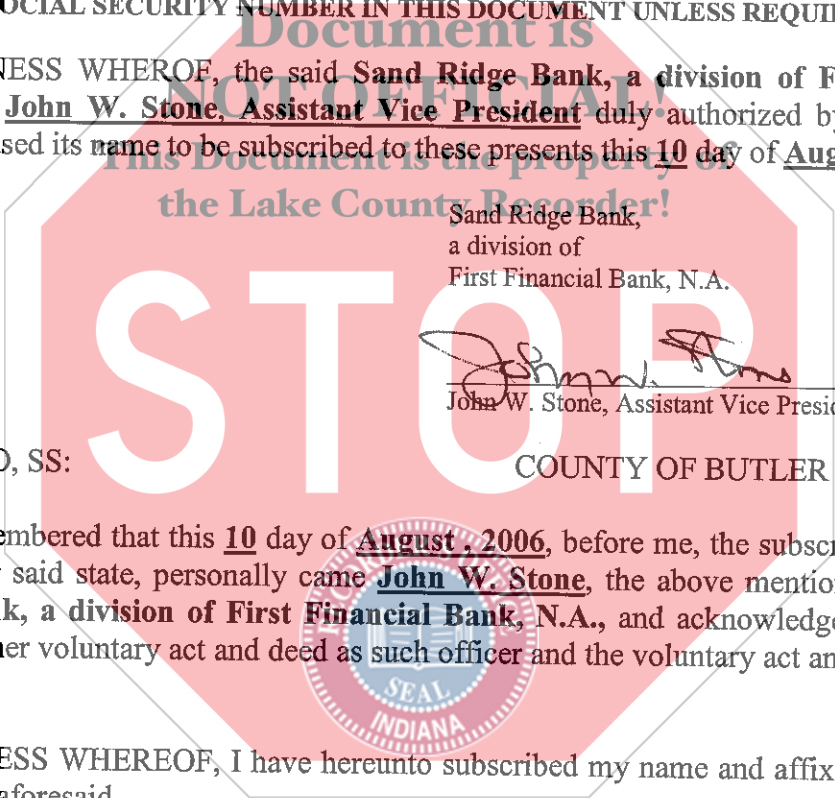 OCIAL SECURITY NUMBER IN THIS DOCUMENT UNLESS REQUI
Document is
NESS WHEROF, the said Sand Ridge Bank, a division of F
NOT OFFICIAL!
John W. Stone, Assistant Vice President duly authorized b
sed its name to be subscribed to these presents this 10 day of Aug
This Document is the property of
the Lake County Recorder!
Sand Ridge Bank,
a division of
First Financial Bank, N.A.
STOP
John W. Stone
John W. Stone, Assistant Vice Presid
O, SS:
COUNTY OF BUTLER
embered that this 10 day of August , 2006, before me, the subscr
said state, personally came John W. Stone, the above mentio
k, a division of First Financial Bank, N.A., and acknowledge
er voluntary act and deed as such officer and the voluntary act an
SEAL
INDIANA
ESS WHEREOF, I have hereunto subscribed my name and affix
aforesaid